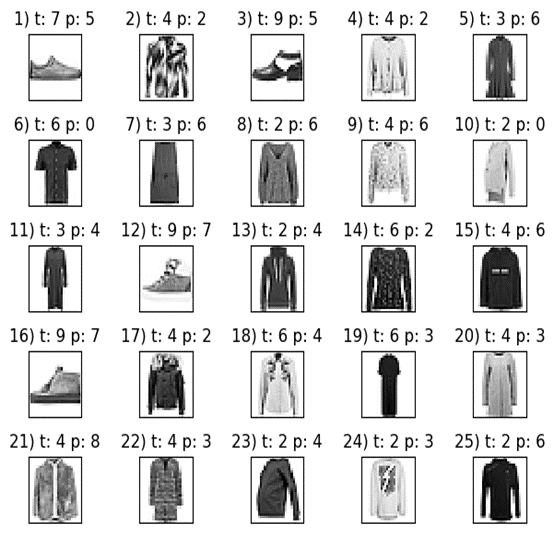 1) t: 7 p: 5 2) t: 4 p: 2 3) t: 9 p: 5 4) t: 4 p: 2 5) t: 3 p: 6
6) t: 6 p: 0 7) t: 3 p: 6 8) t: 2 p: 6 9) t: 4 p: 6 10) t: 2 p: 0
11) t: 3 p: 4 12) t: 9 p: 7 13) t: 2 p: 4 14) t: 6 p: 2 15) t: 4 p: 6
16) t: 9 p: 7 17) t: 4 p: 2 18) t: 6 p: 4 19) t: 6 p: 3 20) t: 4 p: 3
21) t: 4 p: 8 22) t: 4 p: 3 23) t: 2 p: 4 24) t: 2 p: 3 25) t: 2 p: 6